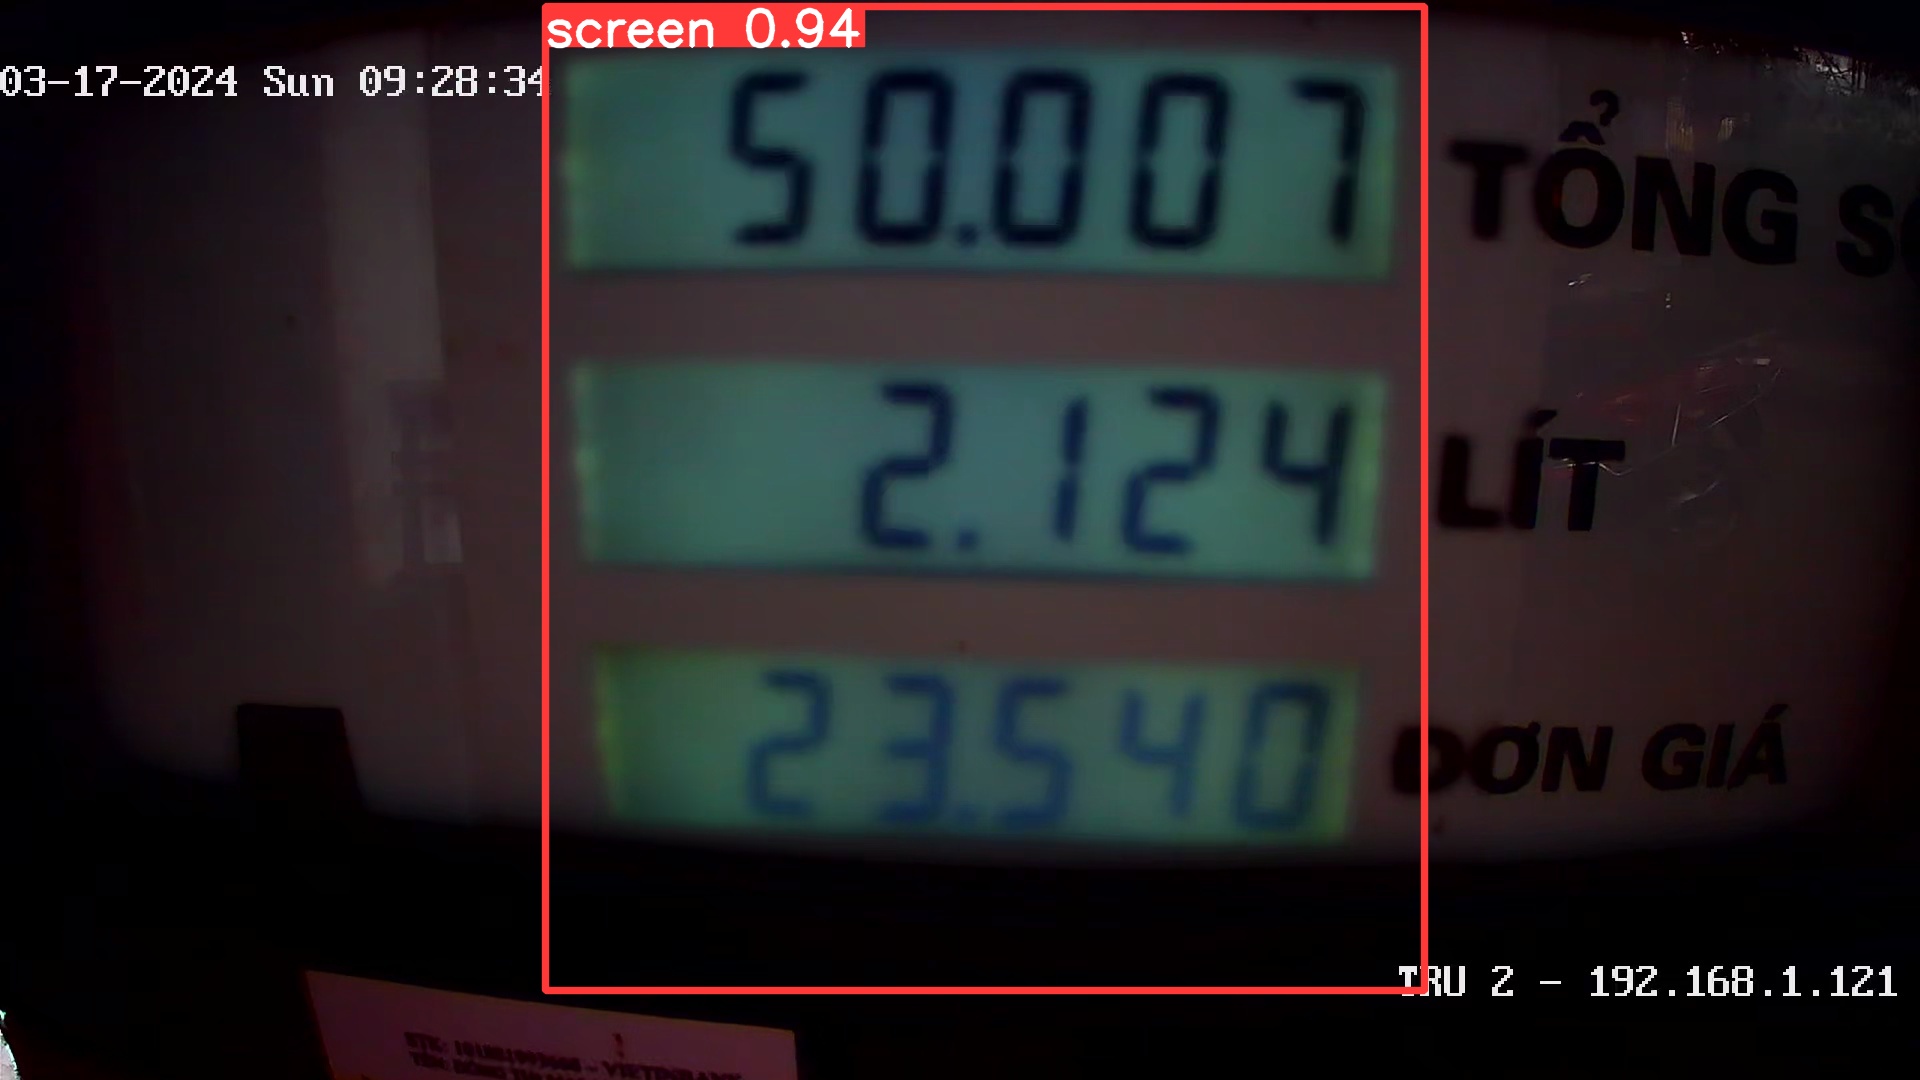 screen 0.94
03-17-2024 Sun 09:28:34
50.007
TỔNG SỐ
2.124
LÍT
23.540
ĐƠN GIÁ
TRU 2 - 192.168.1.121
VIETINBANK